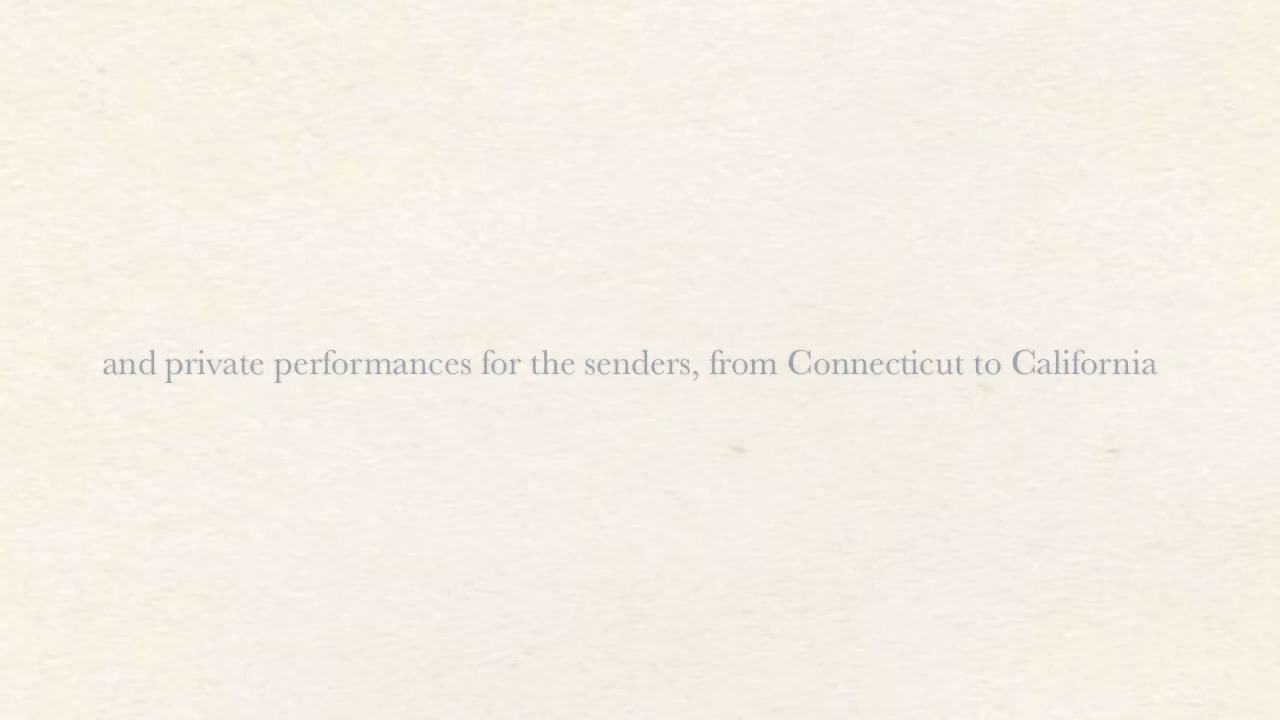 and private performances for the senders, from Connecticut to California